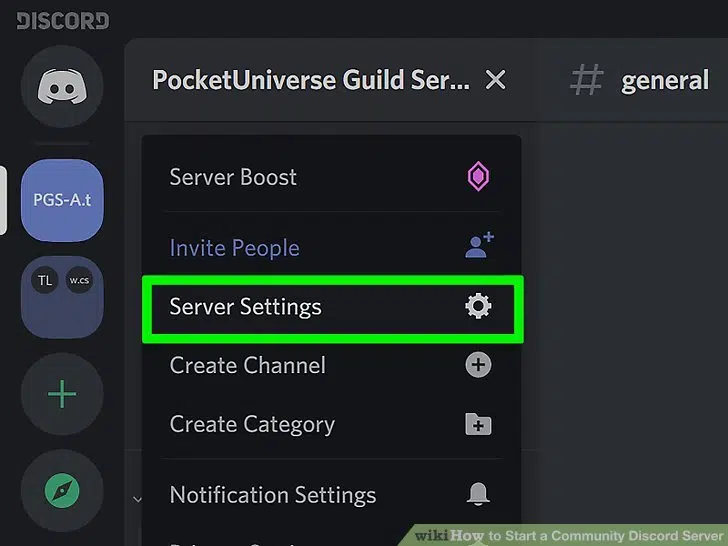 DISCORD
PocketUniverse Guild Ser...
general
Server Boost
PGS-A.t
Invite People
TL
w.cs
Server Settings
Create Channel
Create Category
Notification Settings
wikiHow to Start a Community Discord Server